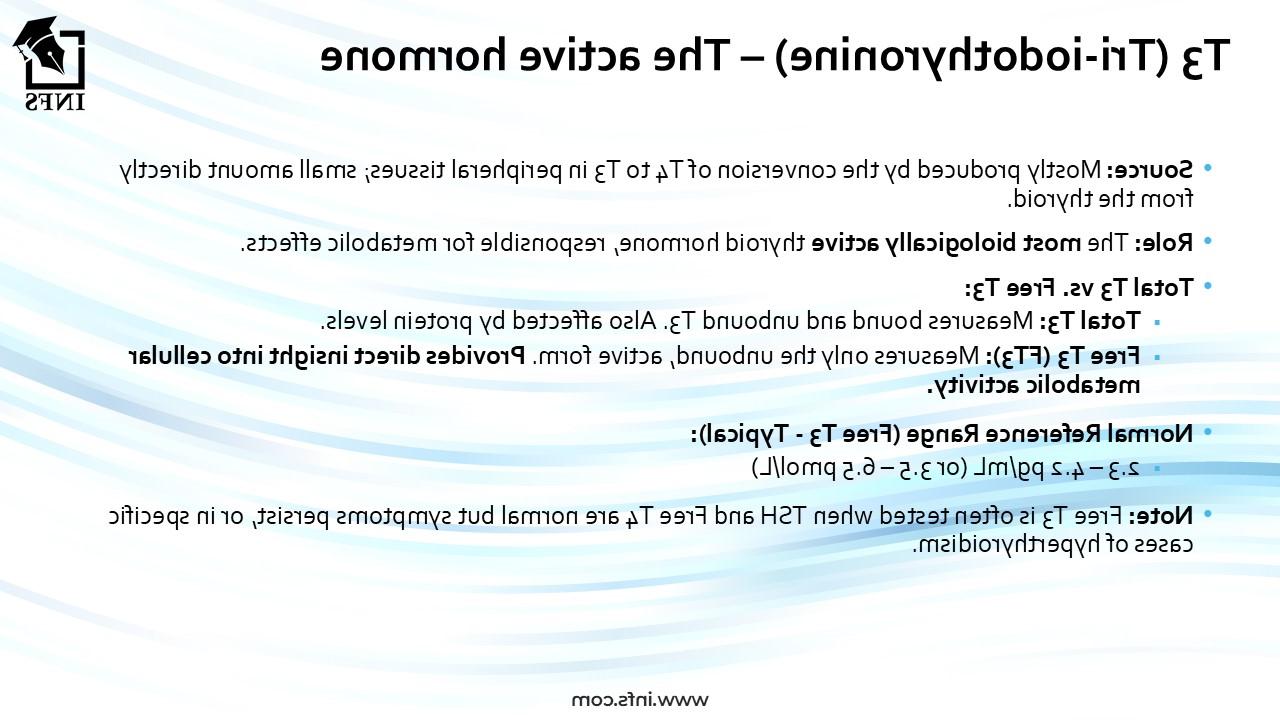 T3 (Tri-iodothyronine) – The active hormone
INFS
• Source: Mostly produced by the conversion of T4 to T3 in peripheral tissues; small amount directly
from the thyroid.
• Role: The most biologically active thyroid hormone, responsible for metabolic effects.
• Total T3 vs. Free T3:
▪ Total T3: Measures bound and unbound T3. Also affected by protein levels.
▪ Free T3 (FT3): Measures only the unbound, active form. Provides direct insight into cellular
metabolic activity.
• Normal Reference Range (Free T3 - Typical):
▪ 2.3 – 4.2 pg/mL (or 3.5 – 6.5 pmol/L)
• Note: Free T3 is often tested when TSH and Free T4 are normal but symptoms persist, or in specific
cases of hyperthyroidism.
www.infs.com